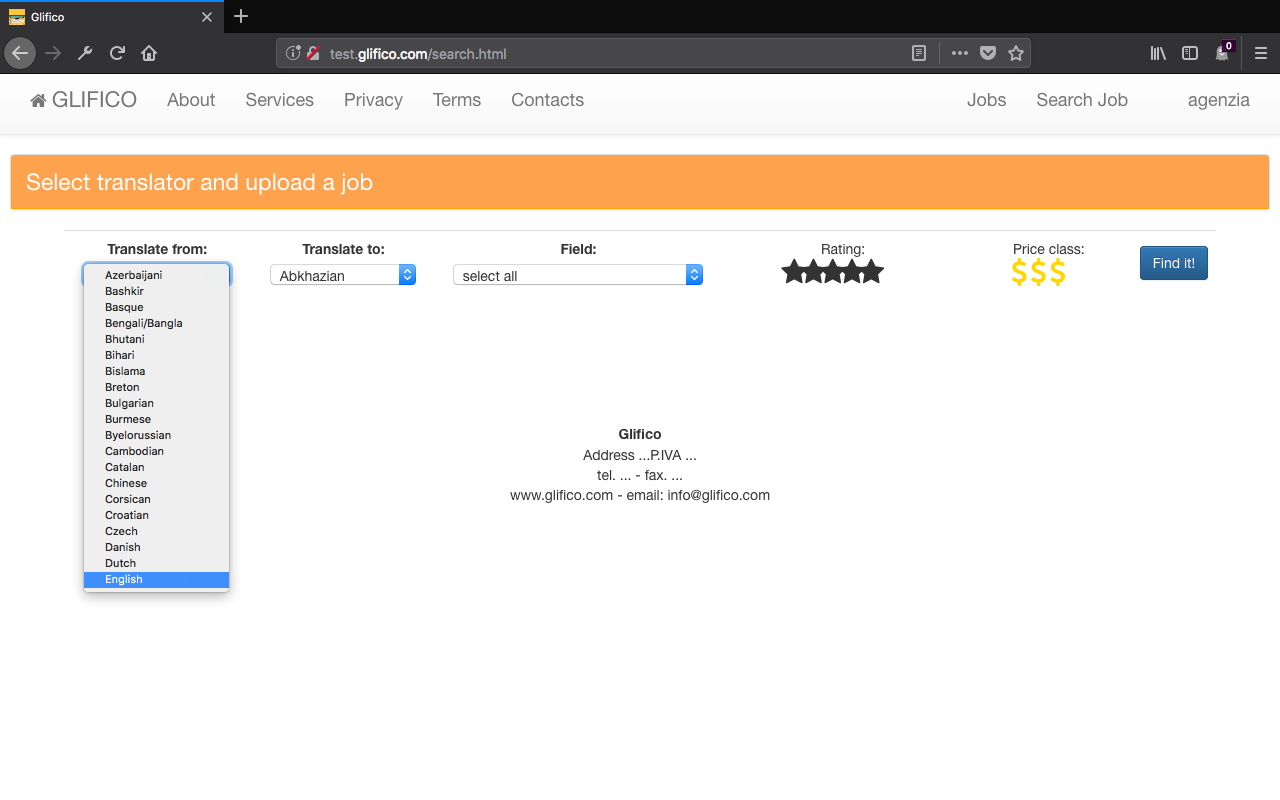 Glifico
test.glifico.com/search.html
0
GLIFICO About Services Privacy Terms Contacts Jobs Search Job agenzia
Select translator and upload a job
Translate from: Translate to: Field: Rating: Price class:
Abkhazian select all $$$ Find it!
Azerbaijani
Bashkir
Basque
Bengali/Bangla
Bhutani
Bihari
Bislama
Breton
Bulgarian
Burmese
Byelorussian
Cambodian
Catalan
Chinese
Corsican
Croatian
Czech
Danish
Dutch
English
Glifico
Address ...P.IVA ...
tel. ... - fax. ...
www.glifico.com - email: info@glifico.com